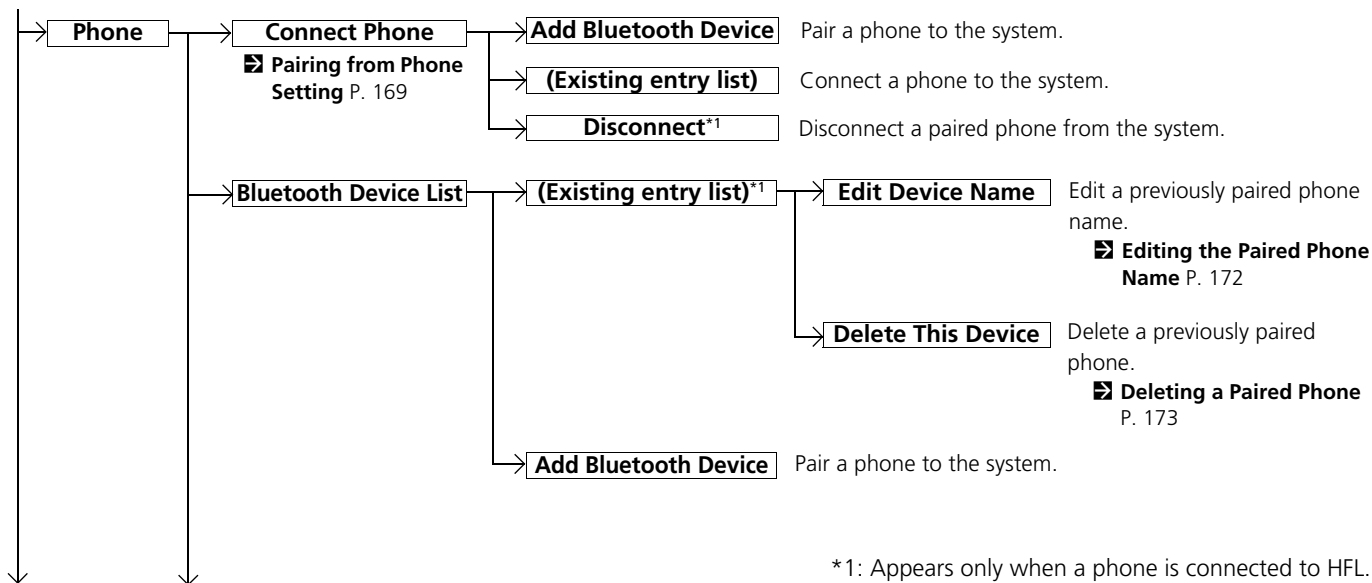 Phone
Connect Phone
Pairing from Phone
Setting P. 169
Add Bluetooth Device
Pair a phone to the system.
(Existing entry list)
Connect a phone to the system.
Disconnect*1
Disconnect a paired phone from the system.
Bluetooth Device List
(Existing entry list)*1
Edit Device Name
Edit a previously paired phone
name.
Editing the Paired Phone
Name P. 172
Delete This Device
Delete a previously paired
phone.
Deleting a Paired Phone
P. 173
Add Bluetooth Device
Pair a phone to the system.
*1: Appears only when a phone is connected to HFL.